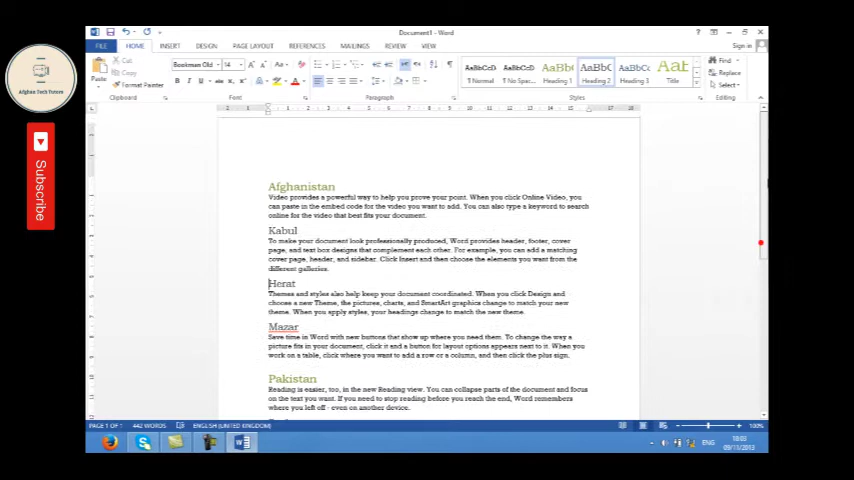 Document1 - Word
Sign in
FILE
HOME
INSERT
DESIGN
PAGE LAYOUT
REFERENCES
MAILINGS
REVIEW
VIEW
Paste
Cut
Copy
Format Painter
Clipboard
Bookman Old
14
Font
Paragraph
AaBbCcD
AaBbCcD
AaBbC
AaBbC
AaBbCc
AaB
¶ Normal
¶ No Spac...
Heading 1
Heading 2
Heading 3
Title
Styles
Find
Replace
Select
Editing
Afghan Tech Tutors
Subscribe
Afghanistan
Video provides a powerful way to help you prove your point. When you click Online Video, you
can paste in the embed code for the video you want to add. You can also type a keyword to search
online for the video that best fits your document.
Kabul
To make your document look professionally produced, Word provides header, footer, cover
page, and text box designs that complement each other. For example, you can add a matching
cover page, header, and sidebar. Click Insert and then choose the elements you want from the
different galleries.
Herat
Themes and styles also help keep your document coordinated. When you click Design and
choose a new Theme, the pictures, charts, and SmartArt graphics change to match your new
theme. When you apply styles, your headings change to match the new theme.
Mazar
Save time in Word with new buttons that show up where you need them. To change the way a
picture fits in your document, click it and a button for layout options appears next to it. When you
work on a table, click where you want to add a row or a column, and then click the plus sign.
Pakistan
Reading is easier, too, in the new Reading view. You can collapse parts of the document and focus
on the text you want. If you need to stop reading before you reach the end, Word remembers
where you left off - even on another device.
PAGE 1 OF 1
442 WORDS
ENGLISH (UNITED KINGDOM)
100%
ENG
18:03
09/11/2013